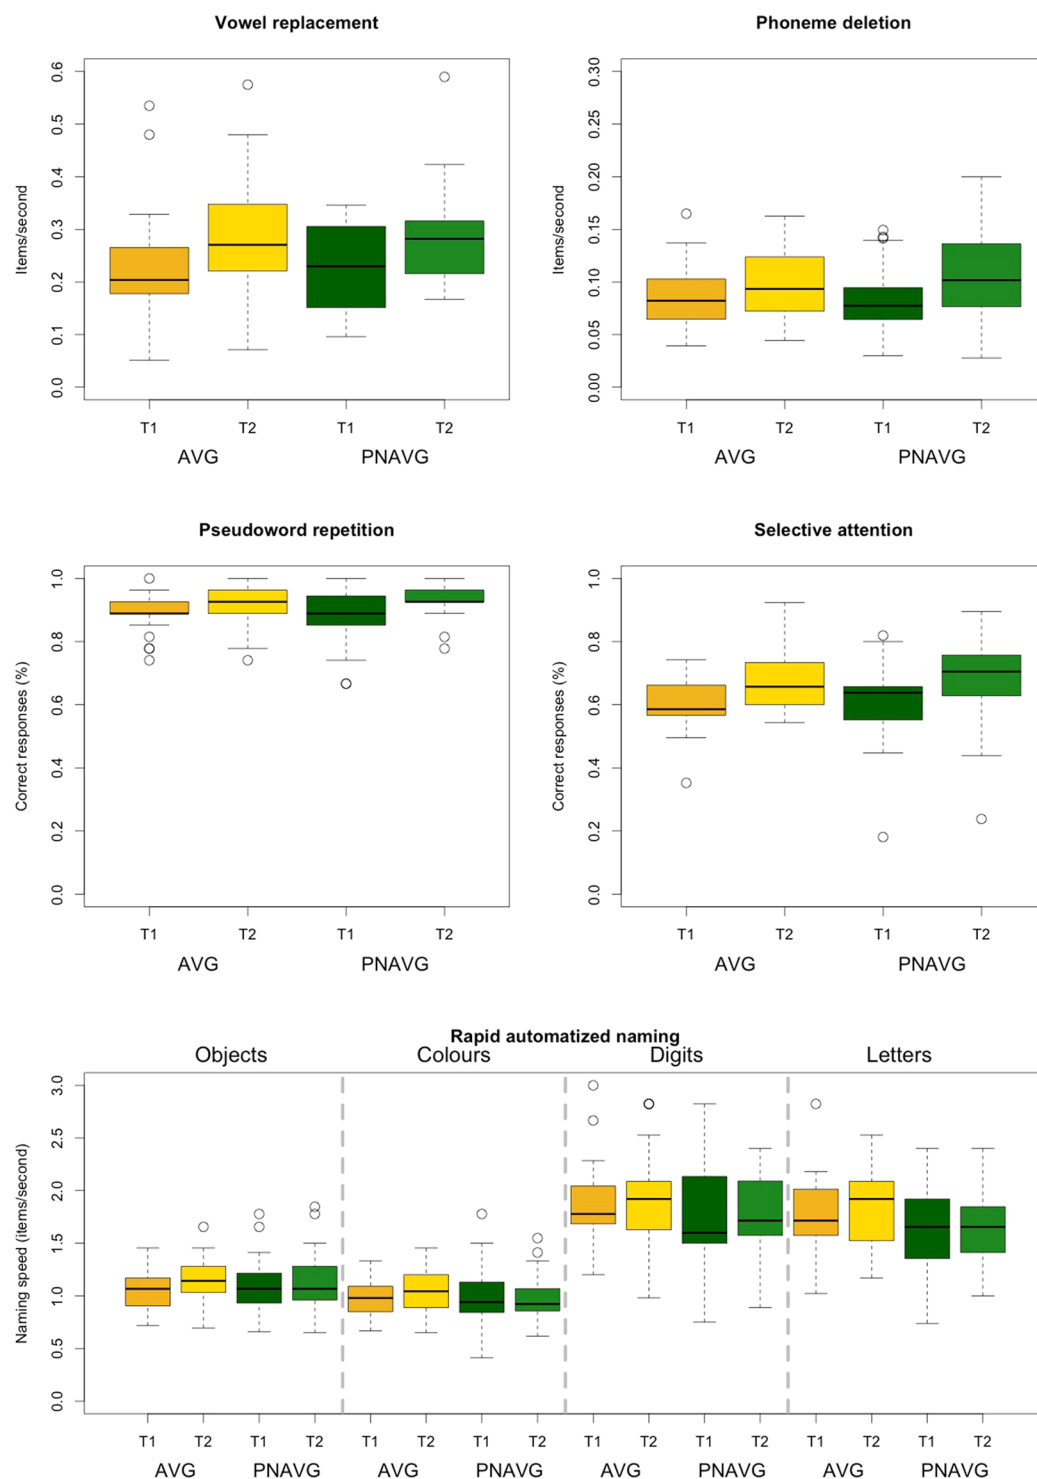 Vowel replacement
Items/second
0.6
0.5
0.4
0.3
0.2
0.1
0.0
T1 T2 T1 T2
AVG PNAVG
Phoneme deletion
Items/second
0.30
0.25
0.20
0.15
0.10
0.05
0.00
T1 T2 T1 T2
AVG PNAVG
Pseudoword repetition
Correct responses (%)
1.0
0.8
0.6
0.4
0.2
0.0
T1 T2 T1 T2
AVG PNAVG
Selective attention
Correct responses (%)
1.0
0.8
0.6
0.4
0.2
0.0
T1 T2 T1 T2
AVG PNAVG
Rapid automatized naming
Objects Colours Digits Letters
Naming speed (items/second)
3.0
2.5
2.0
1.5
1.0
0.5
0.0
T1 T2 T1 T2 T1 T2 T1 T2 T1 T2 T1 T2 T1 T2 T1 T2
AVG PNAVG AVG PNAVG AVG PNAVG AVG PNAVG